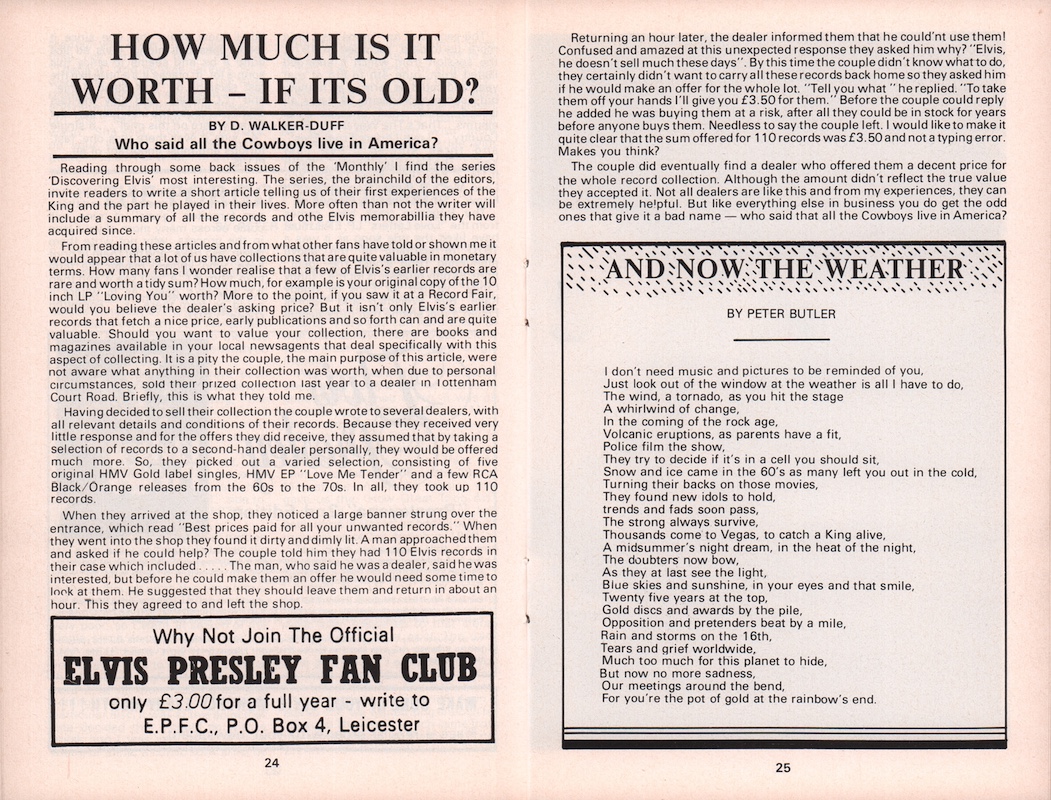 HOW MUCH IS IT
WORTH – IF ITS OLD?
BY D. WALKER-DUFF
Who said all the Cowboys live in America?
Reading through some back issues of the 'Monthly' I find the series
'Discovering Elvis' most interesting. The series, the brainchild of the editors,
invite readers to write a short article telling us of their first experiences of the
King and the part he played in their lives. More often than not the writer will
include a summary of all the records and othe Elvis memorabillia they have
acquired since.
From reading these articles and from what other fans have told or shown me it
would appear that a lot of us have collections that are quite valuable in monetary
terms. How many fans I wonder realise that a few of Elvis's earlier records are
rare and worth a tidy sum? How much, for example is your original copy of the 10
inch LP "Loving You" worth? More to the point, if you saw it at a Record Fair,
would you believe the dealer's asking price? But it isn't only Elvis's earlier
records that fetch a nice price, early publications and so forth can and are quite
valuable. Should you want to value your collection, there are books and
magazines available in your local newsagents that deal specifically with this
aspect of collecting. It is a pity the couple, the main purpose of this article, were
not aware what anything in their collection was worth, when due to personal
circumstances, sold their prized collection last year to a dealer in Tottenham
Court Road. Briefly, this is what they told me.
Having decided to sell their collection the couple wrote to several dealers, with
all relevant details and conditions of their records. Because they received very
little response and for the offers they did receive, they assumed that by taking a
selection of records to a second-hand dealer personally, they would be offered
much more. So, they picked out a varied selection, consisting of five
original HMV Gold label singles, HMV EP "Love Me Tender" and a few RCA
Black/Orange releases from the 60s to the 70s. In all, they took up 110
records.
When they arrived at the shop, they noticed a large banner strung over the
entrance, which read "Best prices paid for all your unwanted records." When
they went into the shop they found it dirty and dimly lit. A man approached them
and asked if he could help? The couple told him they had 110 Elvis records in
their case which included . . . . . The man, who said he was a dealer, said he was
interested, but before he could make them an offer he would need some time to
look at them. He suggested that they should leave them and return in about an
hour. This they agreed to and left the shop.
Why Not Join The Official
ELVIS PRESLEY FAN CLUB
only £3.00 for a full year - write to
E.P.F.C., P.O. Box 4, Leicester
24
Returning an hour later, the dealer informed them that he could'nt use them!
Confused and amazed at this unexpected response they asked him why? "Elvis,
he doesn't sell much these days". By this time the couple didn't know what to do,
they certainly didn't want to carry all these records back home so they asked him
if he would make an offer for the whole lot. "Tell you what " he replied. "To take
them off your hands I'll give you £3.50 for them." Before the couple could reply
he added he was buying them at a risk, after all they could be in stock for years
before anyone buys them. Needless to say the couple left. I would like to make it
quite clear that the sum offered for 110 records was £3.50 and not a typing error.
Makes you think?
The couple did eventually find a dealer who offered them a decent price for
the whole record collection. Although the amount didn't reflect the true value
they accepted it. Not all dealers are like this and from my experiences, they can
be extremely helpful. But like everything else in business you do get the odd
ones that give it a bad name — who said that all the Cowboys live in America?
AND NOW THE WEATHER
BY PETER BUTLER
I don't need music and pictures to be reminded of you,
Just look out of the window at the weather is all I have to do,
The wind, a tornado, as you hit the stage
A whirlwind of change,
In the coming of the rock age,
Volcanic eruptions, as parents have a fit,
Police film the show,
They try to decide if it's in a cell you should sit,
Snow and ice came in the 60's as many left you out in the cold,
Turning their backs on those movies,
They found new idols to hold,
trends and fads soon pass,
The strong always survive,
Thousands come to Vegas, to catch a King alive,
A midsummer's night dream, in the heat of the night,
The doubters now bow,
As they at last see the light,
Blue skies and sunshine, in your eyes and that smile,
Twenty five years at the top,
Gold discs and awards by the pile,
Opposition and pretenders beat by a mile,
Rain and storms on the 16th,
Tears and grief worldwide,
Much too much for this planet to hide,
But now no more sadness,
Our meetings around the bend,
For you're the pot of gold at the rainbow's end.
25